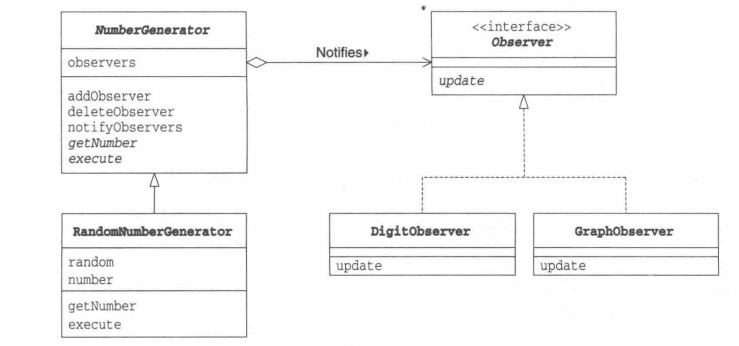 NumberGenerator
observers
addObserver
deleteObserver
notifyObservers
getNumber
execute
Notifies
*
<<interface>>
Observer
update
RandomNumberGenerator
random
number
getNumber
execute
DigitObserver
update
GraphObserver
update